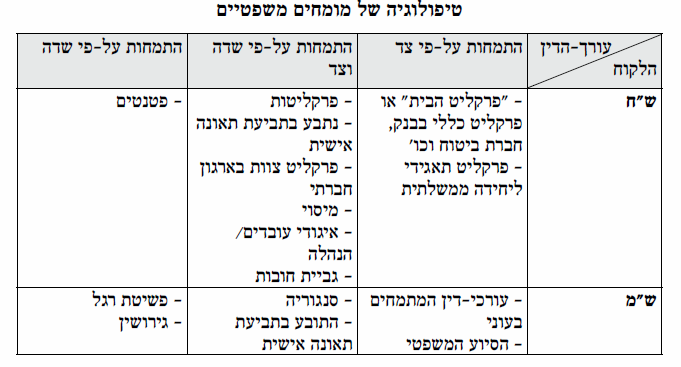 טיפולוגיה של מומחים משפטיים
עורך-הדין
הלקוח
התמחות על-פי צד
התמחות על-פי שדה
וצד
התמחות על-פי שדה
ש"ח
- "פרקליט הבית" או
פרקליט כללי בבנק,
חברת ביטוח וכו'
- פרקליט תאגידי
ליחידה ממשלתית
- פרקליטות
- נתבע בתביעת תאונה
אישית
- פרקליט צוות בארגון
חברתי
- מיסוי
- איגודי עובדים/
הנהלה
- גביית חובות
- פטנטים
ש"מ
- עורכי-דין המתמחים
בעוני
- הסיוע המשפטי
- סנגוריה
- התובע בתביעת
תאונה אישית
- פשיטת רגל
- גירושין